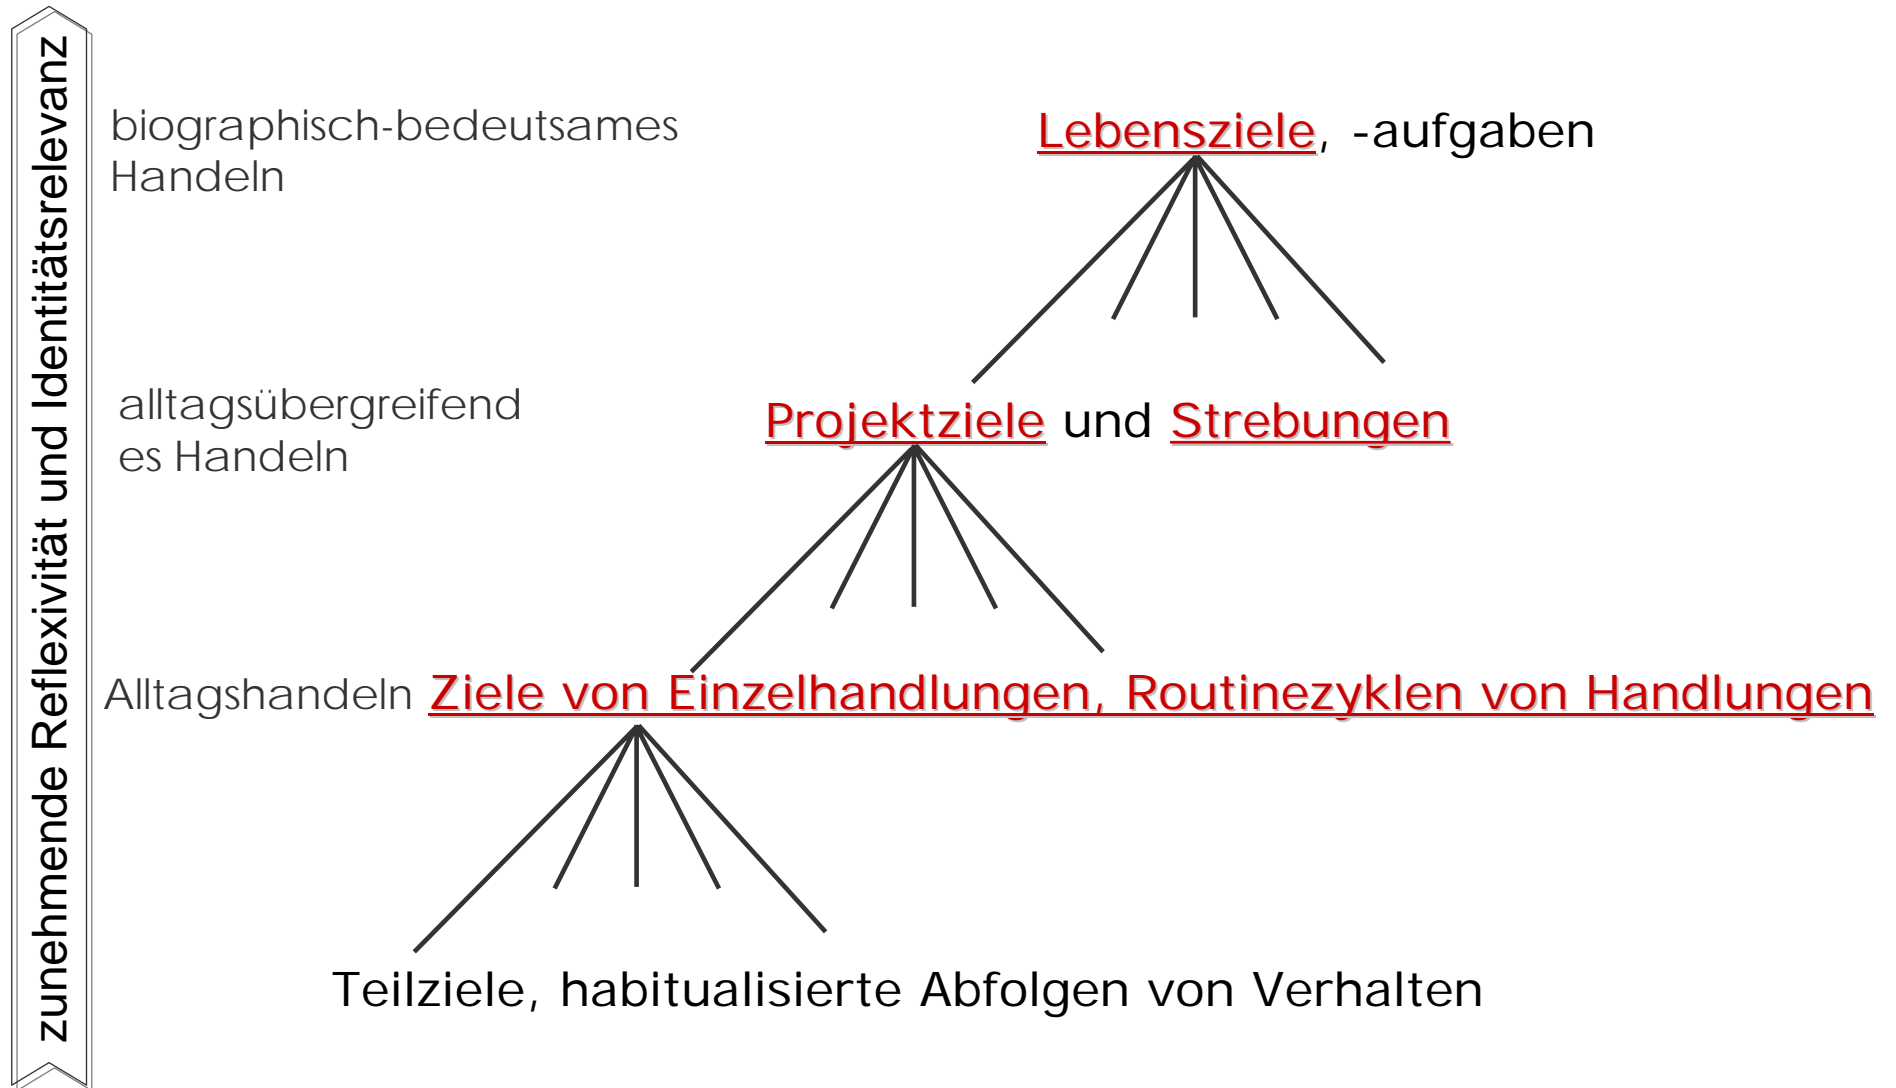 zunehmende Reflexivität und Identitätsrelevanz
biographisch-bedeutsames
Handeln
Lebensziele, -aufgaben
alltagsübergreifend
es Handeln
Projektziele und Strebungen
Alltagshandeln
Ziele von Einzelhandlungen, Routinezyklen von Handlungen
Teilziele, habitualisierte Abfolgen von Verhalten